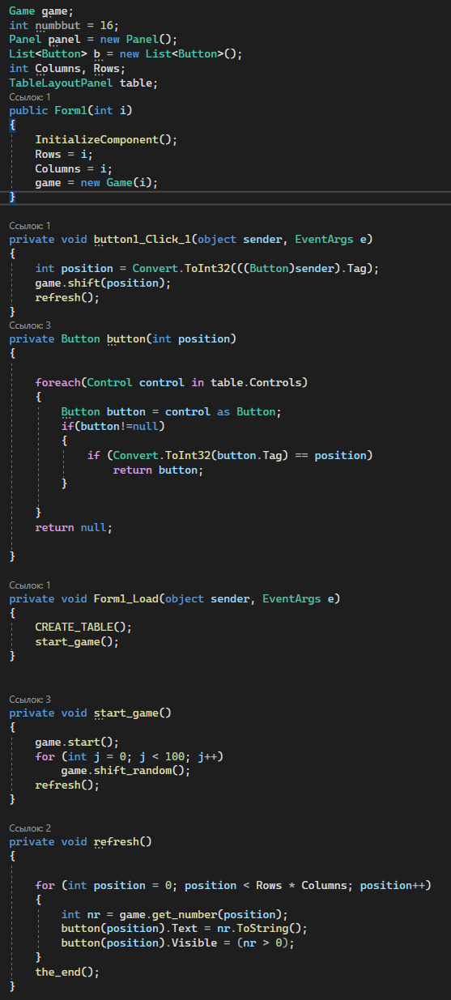 Game game;
int numbbut = 16;
Panel panel = new Panel();
List<Button> b = new List<Button>();
int Columns, Rows;
TableLayoutPanel table;
Ссылок: 1
public Form1(int i)
{
    InitializeComponent();
    Rows = i;
    Columns = i;
    game = new Game(i);
}
Ссылок: 1
private void button1_Click_1(object sender, EventArgs e)
{
    int position = Convert.ToInt32(((Button)sender).Tag);
    game.shift(position);
    refresh();
}
Ссылок: 3
private Button button(int position)
{
    foreach(Control control in table.Controls)
    {
        Button button = control as Button;
        if(button!=null)
        {
            if (Convert.ToInt32(button.Tag) == position)
                return button;
        }
    }
    return null;
}
Ссылок: 1
private void Form1_Load(object sender, EventArgs e)
{
    CREATE_TABLE();
    start_game();
}
Ссылок: 3
private void start_game()
{
    game.start();
    for (int j = 0; j < 100; j++)
        game.shift_random();
    refresh();
}
Ссылок: 2
private void refresh()
{
    for (int position = 0; position < Rows * Columns; position++)
    {
        int nr = game.get_number(position);
        button(position).Text = nr.ToString();
        button(position).Visible = (nr > 0);
    }
    the_end();
}